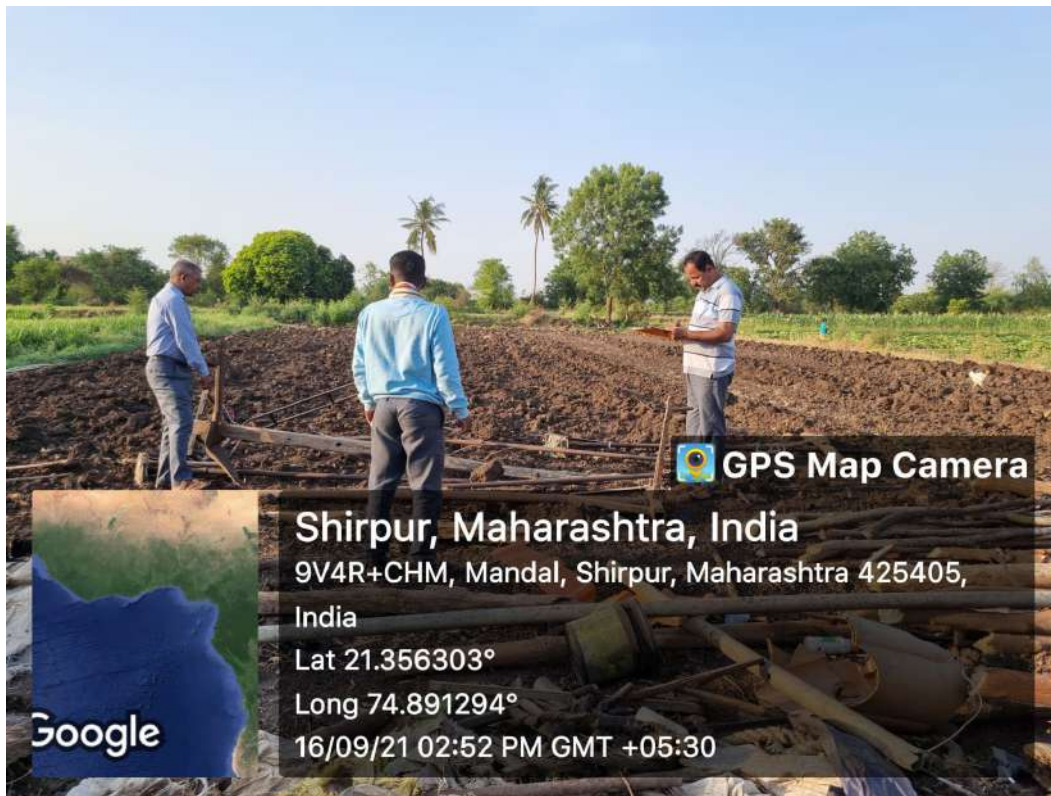 GPS Map Camera
Shirpur, Maharashtra, India
9V4R+CHM, Mandal, Shirpur, Maharashtra 425405,
India
Lat 21.356303°
Long 74.891294°
16/09/21 02:52 PM GMT +05:30
Google